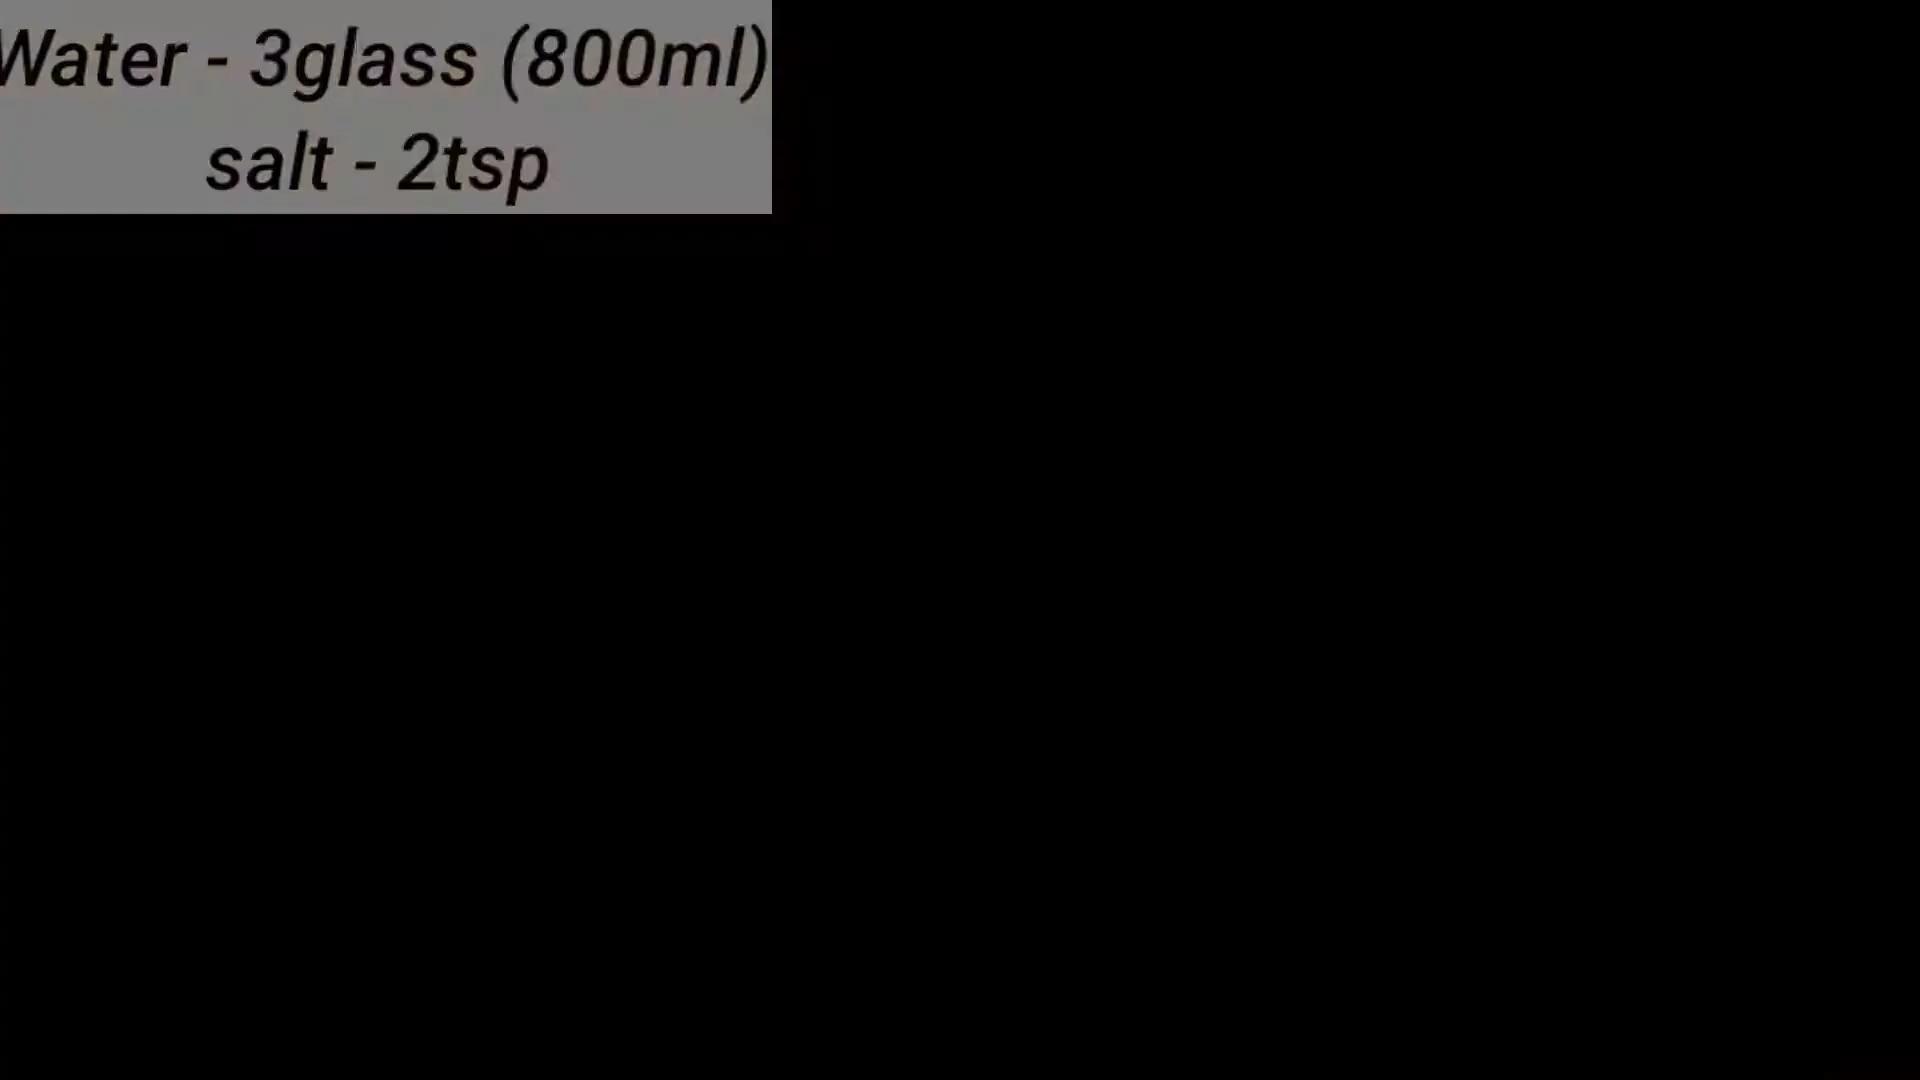 Water - 3glass (800ml)
salt - 2tsp